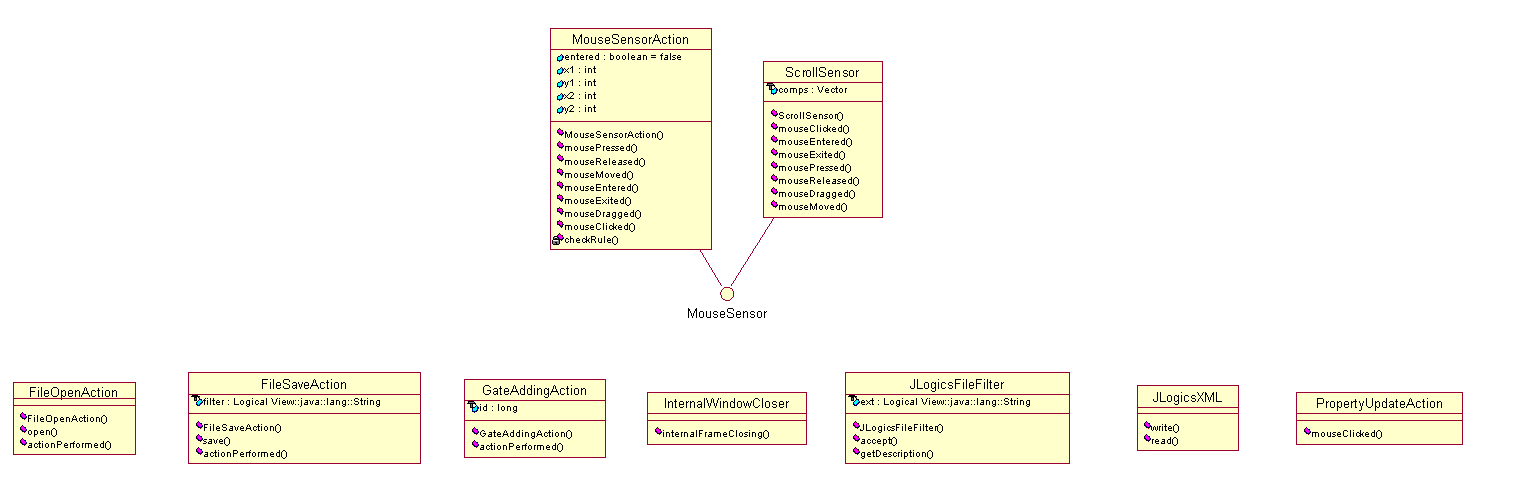 MouseSensorAction
entered : boolean = false
x1 : int
y1 : int
x2 : int
y2 : int
MouseSensorAction()
mousePressed()
mouseReleased()
mouseMoved()
mouseEntered()
mouseExited()
mouseDragged()
mouseClicked()
checkRule()
ScrollSensor
comps : Vector
ScrollSensor()
mouseClicked()
mouseEntered()
mouseExited()
mousePressed()
mouseReleased()
mouseDragged()
mouseMoved()
MouseSensor
FileOpenAction
FileOpenAction()
open()
actionPerformed()
FileSaveAction
filter : Logical View::java::lang::String
FileSaveAction()
save()
actionPerformed()
GateAddingAction
id : long
GateAddingAction()
actionPerformed()
InternalWindowCloser
internalFrameClosing()
JLogicsFileFilter
ext : Logical View::java::lang::String
JLogicsFileFilter()
accept()
getDescription()
JLogicsXML
write()
read()
PropertyUpdateAction
mouseClicked()